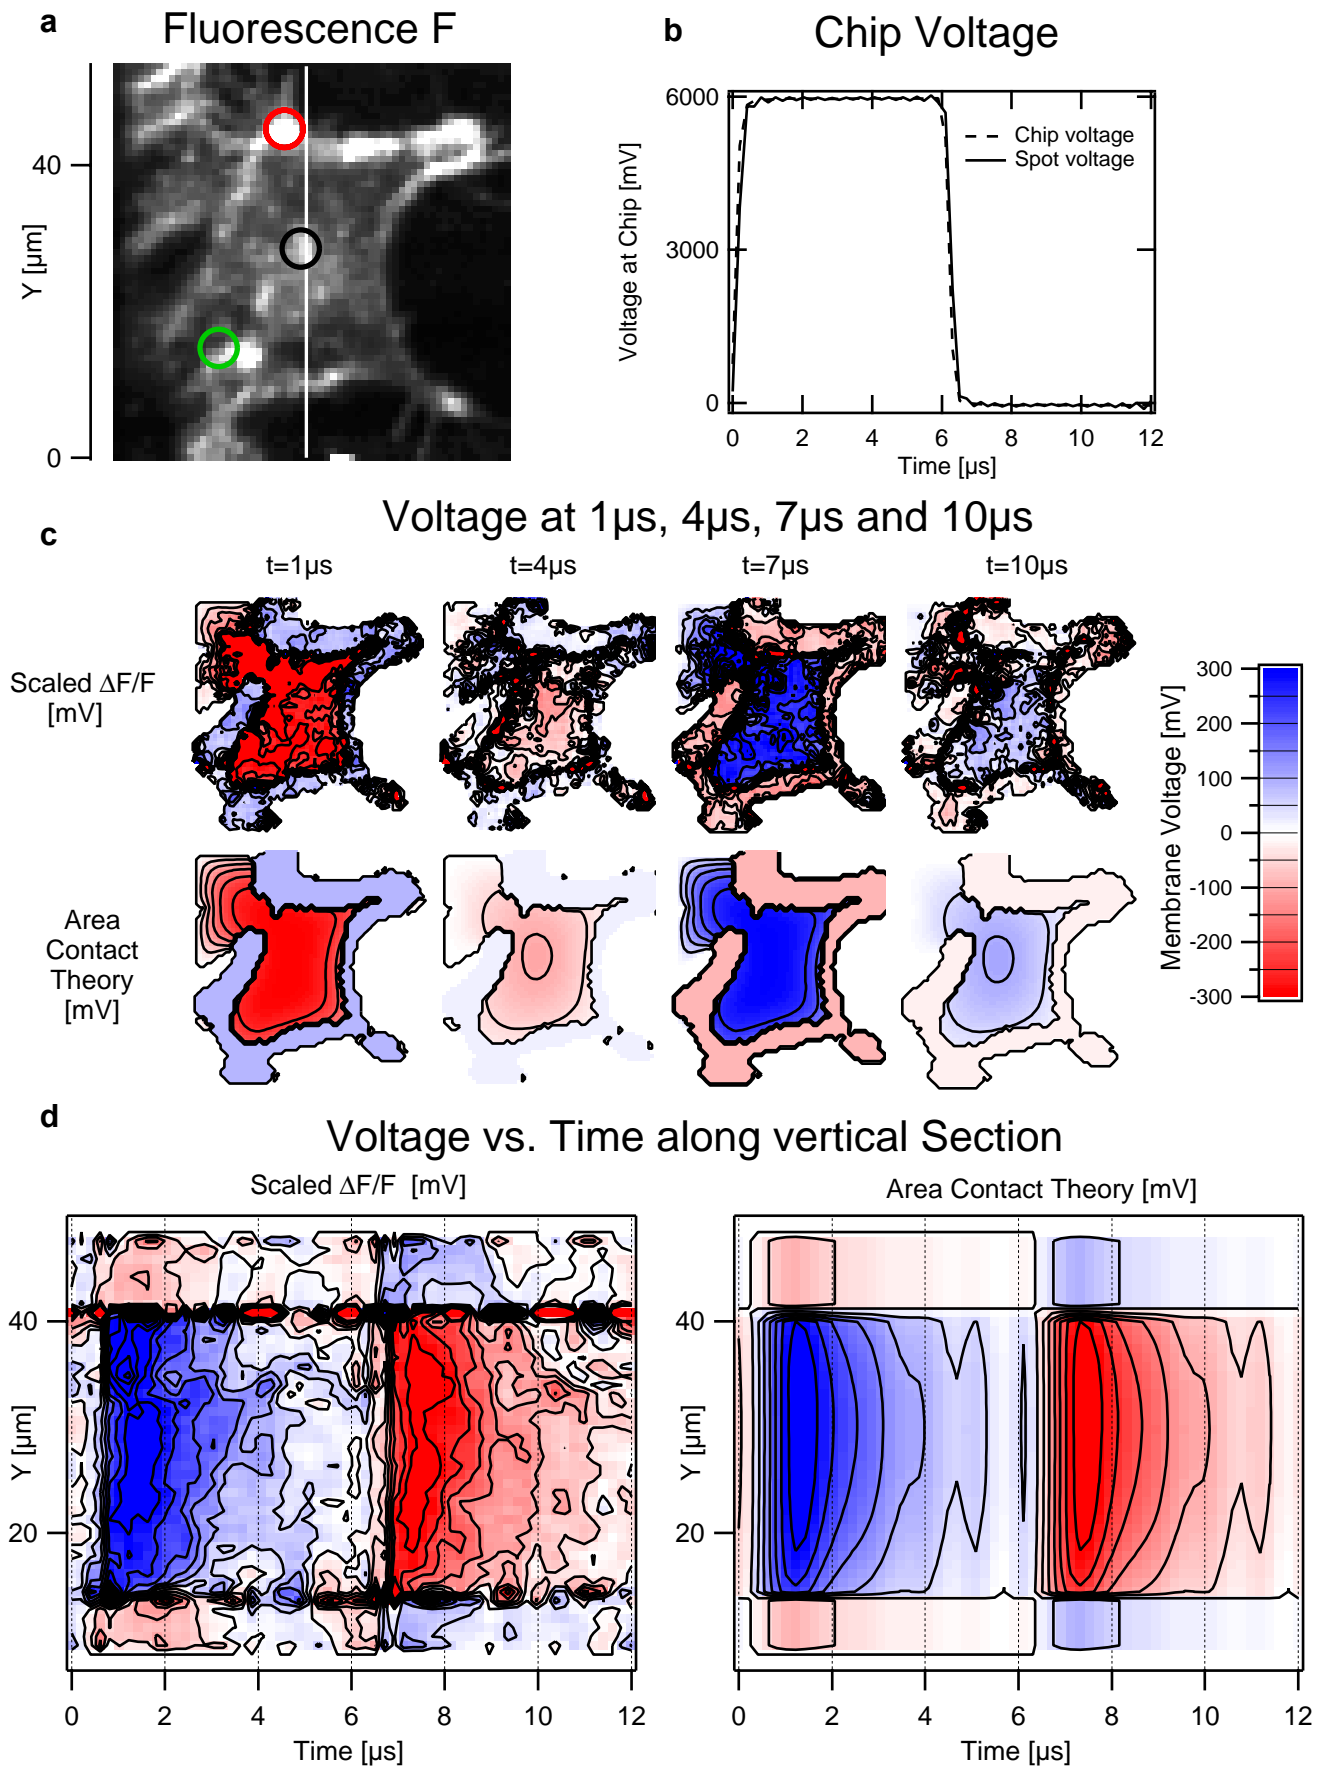 a
Fluorescence F
Y [µm]
40
0
b
Chip Voltage
Voltage at Chip [mV]
6000
3000
0
Chip voltage
Spot voltage
0 2 4 6 8 10 12
Time [µs]
c
Voltage at 1µs, 4µs, 7µs and 10µs
t=1µs t=4µs t=7µs t=10µs
Scaled ΔF/F
[mV]
Area
Contact
Theory
[mV]
Membrane Voltage [mV]
300
200
100
0
-100
-200
-300
d
Voltage vs. Time along vertical Section
Scaled ΔF/F [mV]
Y [µm]
40
20
0 2 4 6 8 10 12
Time [µs]
Area Contact Theory [mV]
Y [µm]
40
20
0 2 4 6 8 10 12
Time [µs]